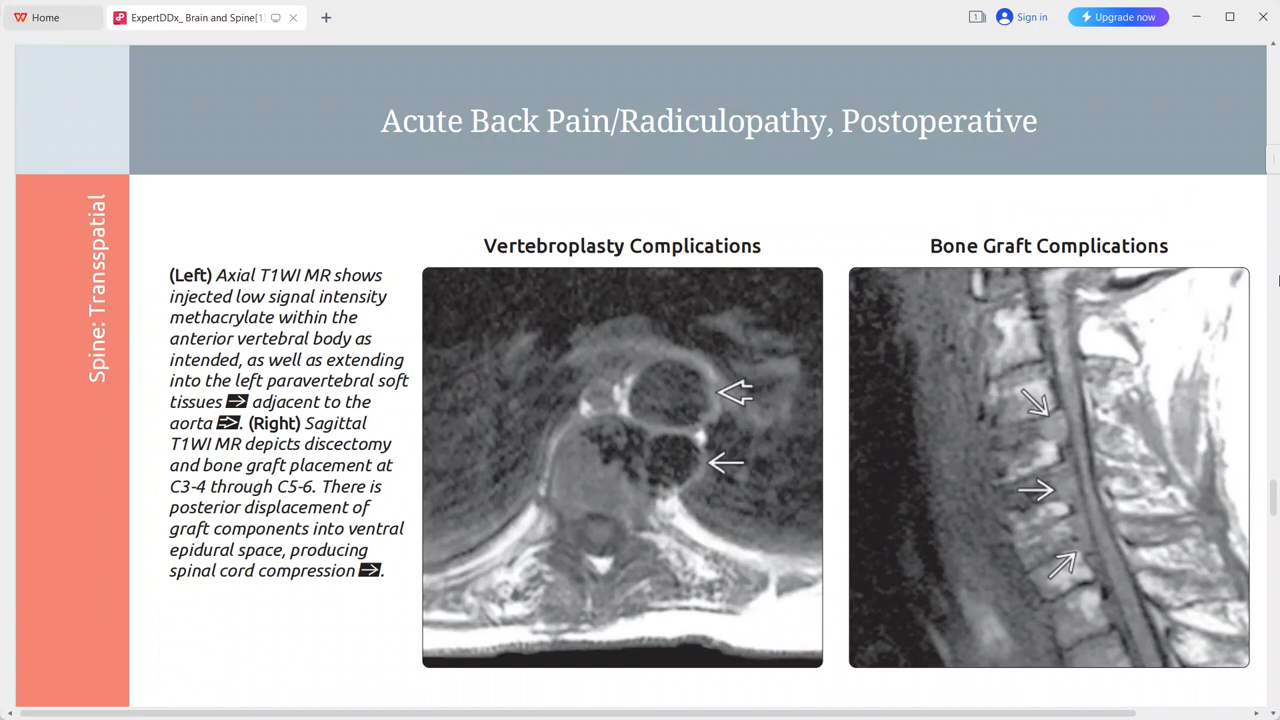 Home
ExpertDDx_ Brain and Spine[1]
1
Sign in
Upgrade now
Acute Back Pain/Radiculopathy, Postoperative
Spine: Transspatial
Vertebroplasty Complications
Bone Graft Complications
(Left) Axial T1WI MR shows
injected low signal intensity
methacrylate within the
anterior vertebral body as
intended, as well as extending
into the left paravertebral soft
tissues ➡ adjacent to the
aorta ⇨. (Right) Sagittal
T1WI MR depicts discectomy
and bone graft placement at
C3-4 through C5-6. There is
posterior displacement of
graft components into ventral
epidural space, producing
spinal cord compression ➡.